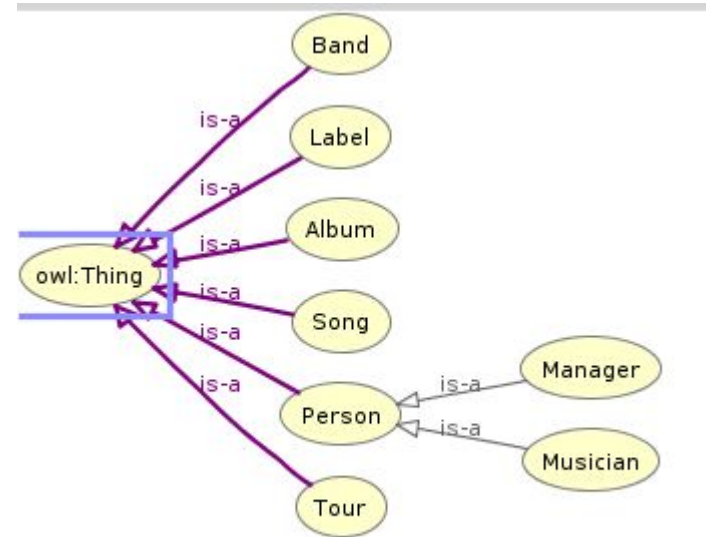 Band
is-a
Label
is-a
Album
is-a
owl:Thing
is-a
Song
is-a
Manager
is-a
Person
is-a
is-a
Musician
Tour